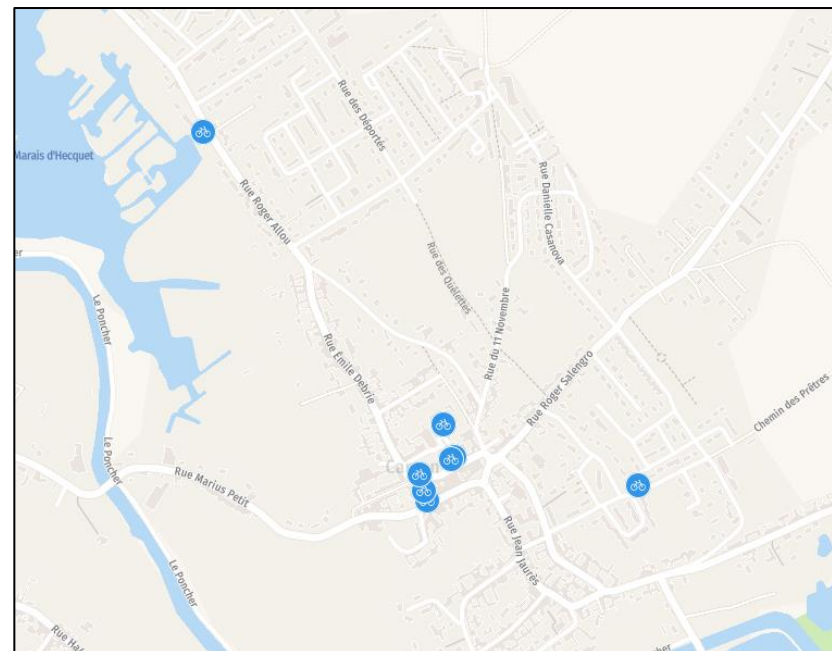 Marais d'Hecquet
Rue des Déportés
Rue Danielle Casanova
Rue Roger Allou
Rue des Quélettes
Le Poncher
Rue du 11 Novembre
Rue Émile Debrie
Rue Roger Salengro
Chemin des Prêtres
Le Poncher
Rue Marius Petit
Rue Jean Jaurès
Le Poncher